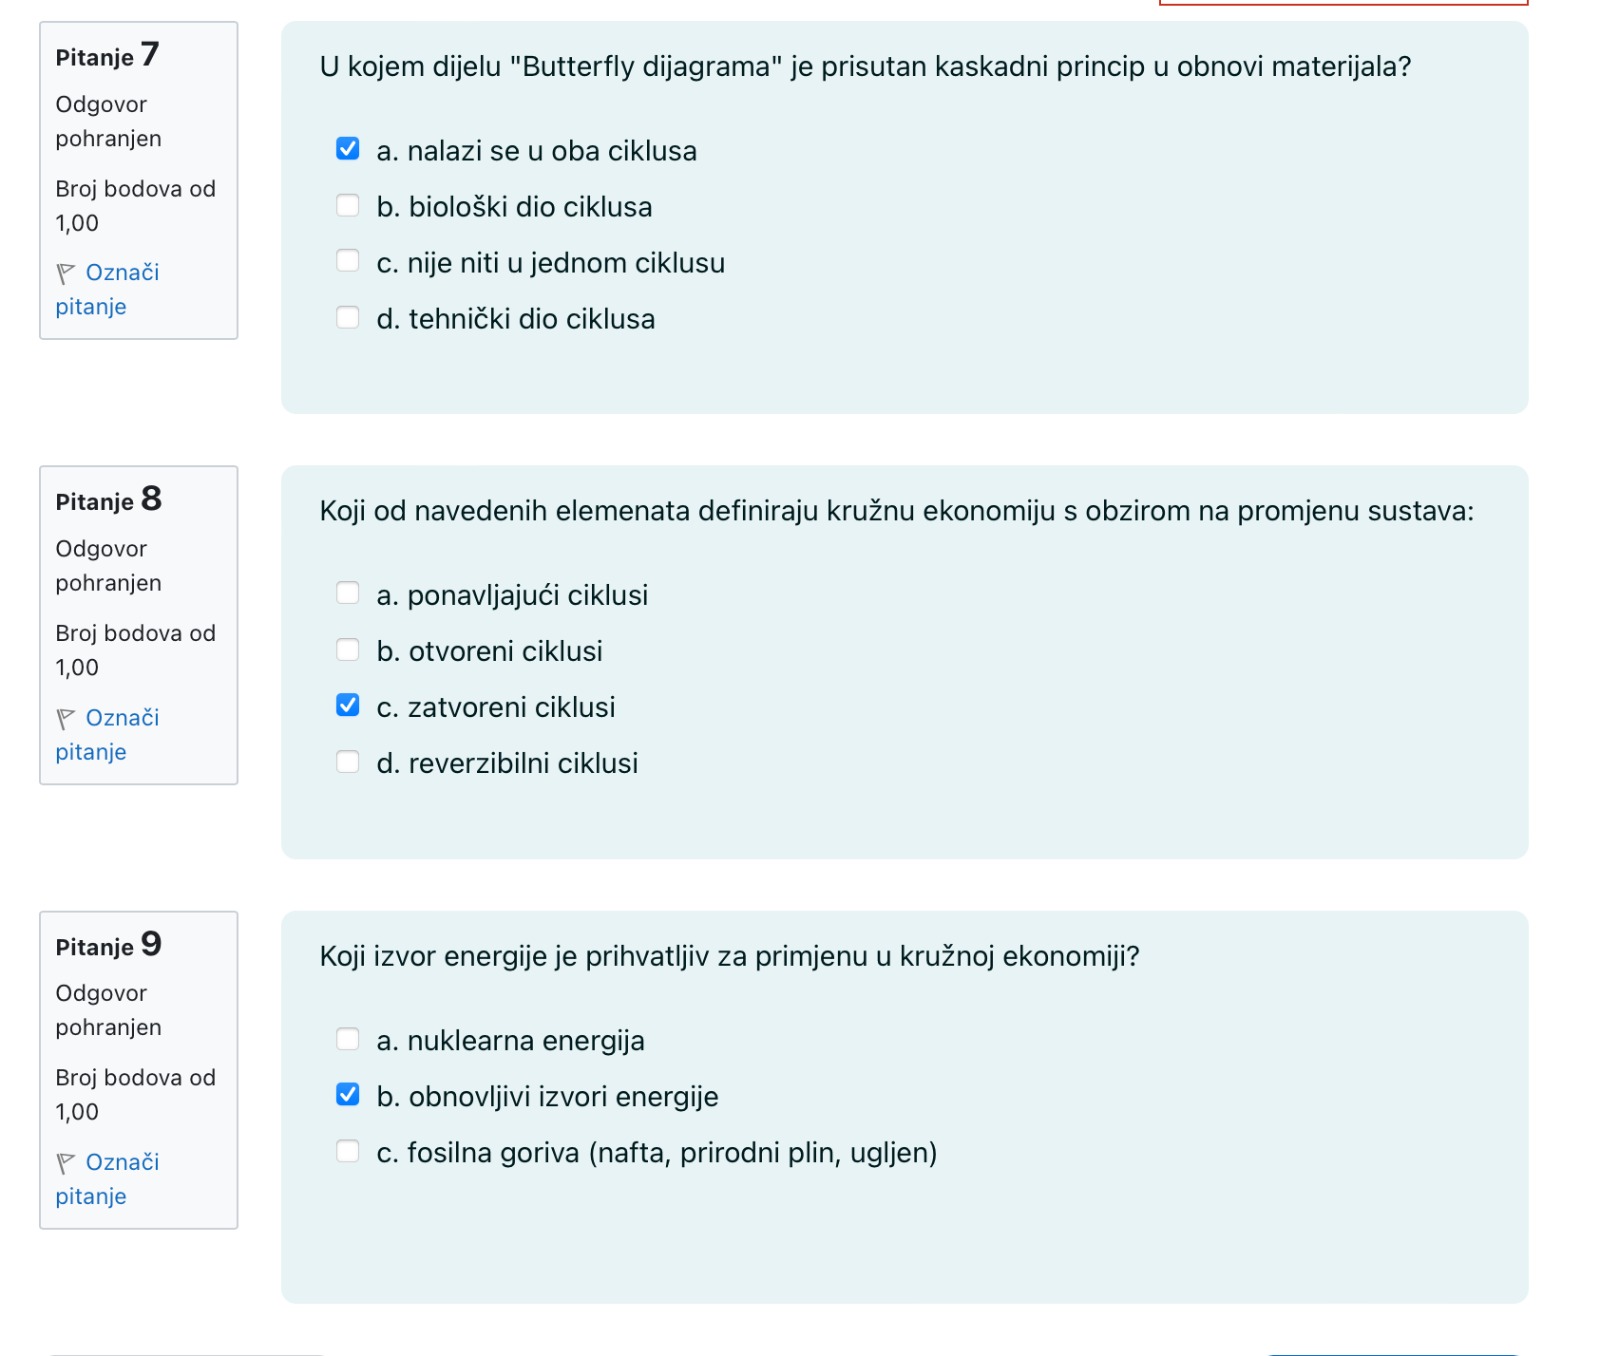 Pitanje 7
Odgovor
pohranjen
Broj bodova od
1,00
Označi
pitanje
U kojem dijelu "Butterfly dijagrama" je prisutan kaskadni princip u obnovi materijala?
a. nalazi se u oba ciklusa
b. biološki dio ciklusa
c. nije niti u jednom ciklusu
d. tehnički dio ciklusa
Pitanje 8
Odgovor
pohranjen
Broj bodova od
1,00
Označi
pitanje
Koji od navedenih elemenata definiraju kružnu ekonomiju s obzirom na promjenu sustava:
a. ponavljajući ciklusi
b. otvoreni ciklusi
c. zatvoreni ciklusi
d. reverzibilni ciklusi
Pitanje 9
Odgovor
pohranjen
Broj bodova od
1,00
Označi
pitanje
Koji izvor energije je prihvatljiv za primjenu u kružnoj ekonomiji?
a. nuklearna energija
b. obnovljivi izvori energije
c. fosilna goriva (nafta, prirodni plin, ugljen)